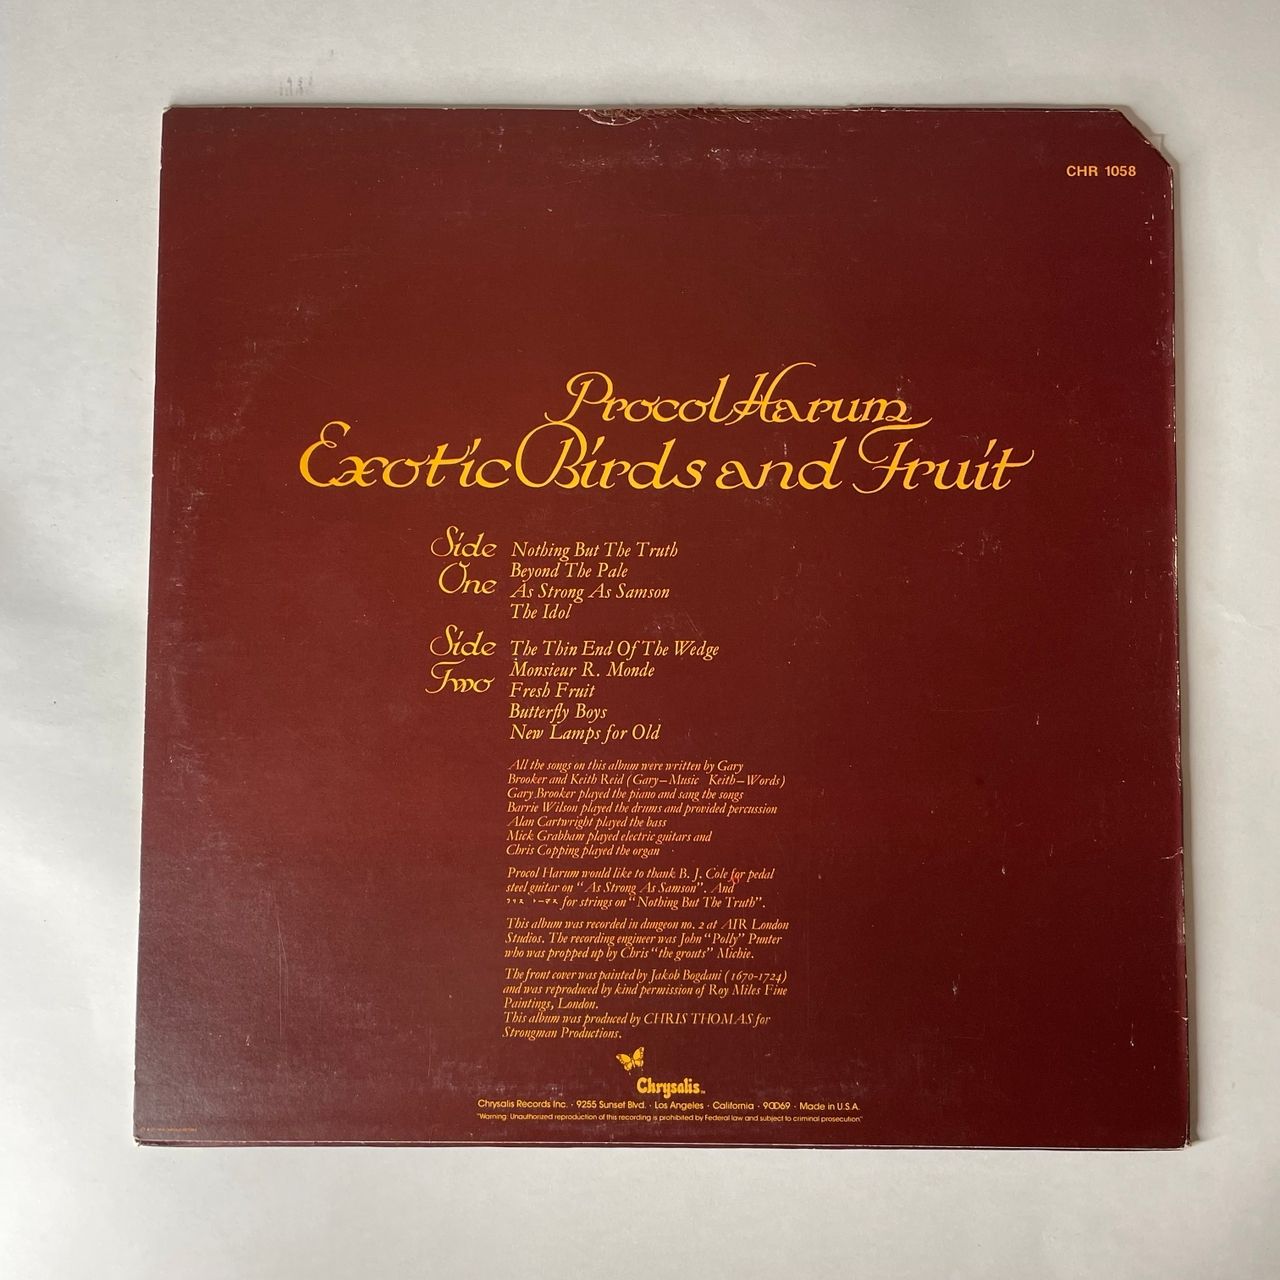 CHR 1058
Procol Harum
Exotic Birds and Fruit
Side One
Nothing But The Truth
Beyond The Pale
As Strong As Samson
The Idol
Side Two
The Thin End Of The Wedge
Monsieur R. Monde
Fresh Fruit
Butterfly Boys
New Lamps for Old
All the songs on this album were written by Gary
Brooker and Keith Reid (Gary–Music Keith–Words)
Gary Brooker played the piano and sang the songs
Barrie Wilson played the drums and provided percussion
Alan Cartwright played the bass
Mick Grabham played electric guitars and
Chris Copping played the organ
Procol Harum would like to thank B. J. Cole for pedal
steel guitar on "As Strong As Samson". And
クリス トーマス for strings on "Nothing But The Truth".
This album was recorded in dungeon no. 2 at AIR London
Studios. The recording engineer was John "Polly" Punter
who was propped up by Chris "the grouts" Michie.
The front cover was painted by Jakob Bogdani (1670-1724)
and was reproduced by kind permission of Roy Miles Fine
Paintings, London.
This album was produced by CHRIS THOMAS for
Strongman Productions.
Chrysalis
Chrysalis Records Inc. · 9255 Sunset Blvd. · Los Angeles · California · 90069 · Made in U.S.A.
"Warning: Unauthorized reproduction of this recording is prohibited by Federal law and subject to criminal prosecution"